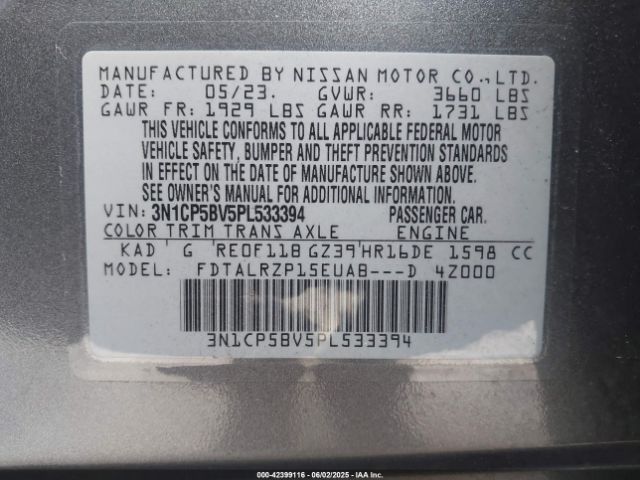 MANUFACTURED BY NISSAN MOTOR CO.,LTD.
DATE: 05/23. GVWR: 3660 LBS
GAWR FR: 1929 LBS GAWR RR: 1731 LBS
THIS VEHICLE CONFORMS TO ALL APPLICABLE FEDERAL MOTOR
VEHICLE SAFETY, BUMPER AND THEFT PREVENTION STANDARDS
IN EFFECT ON THE DATE OF MANUFACTURE SHOWN ABOVE.
SEE OWNER'S MANUAL FOR ADDITIONAL INFORMATION.
VIN: 3N1CP5BV5PL533394 PASSENGER CAR.
COLOR TRIM TRANS AXLE ENGINE
KAD G RE0F11B GZ39 HR16DE 1598 CC
MODEL: FDTALRZP15EUAB---D 4Z000
3N1CP5BV5PL533394
000-42399116 - 06/02/2025 - IAAI.COM